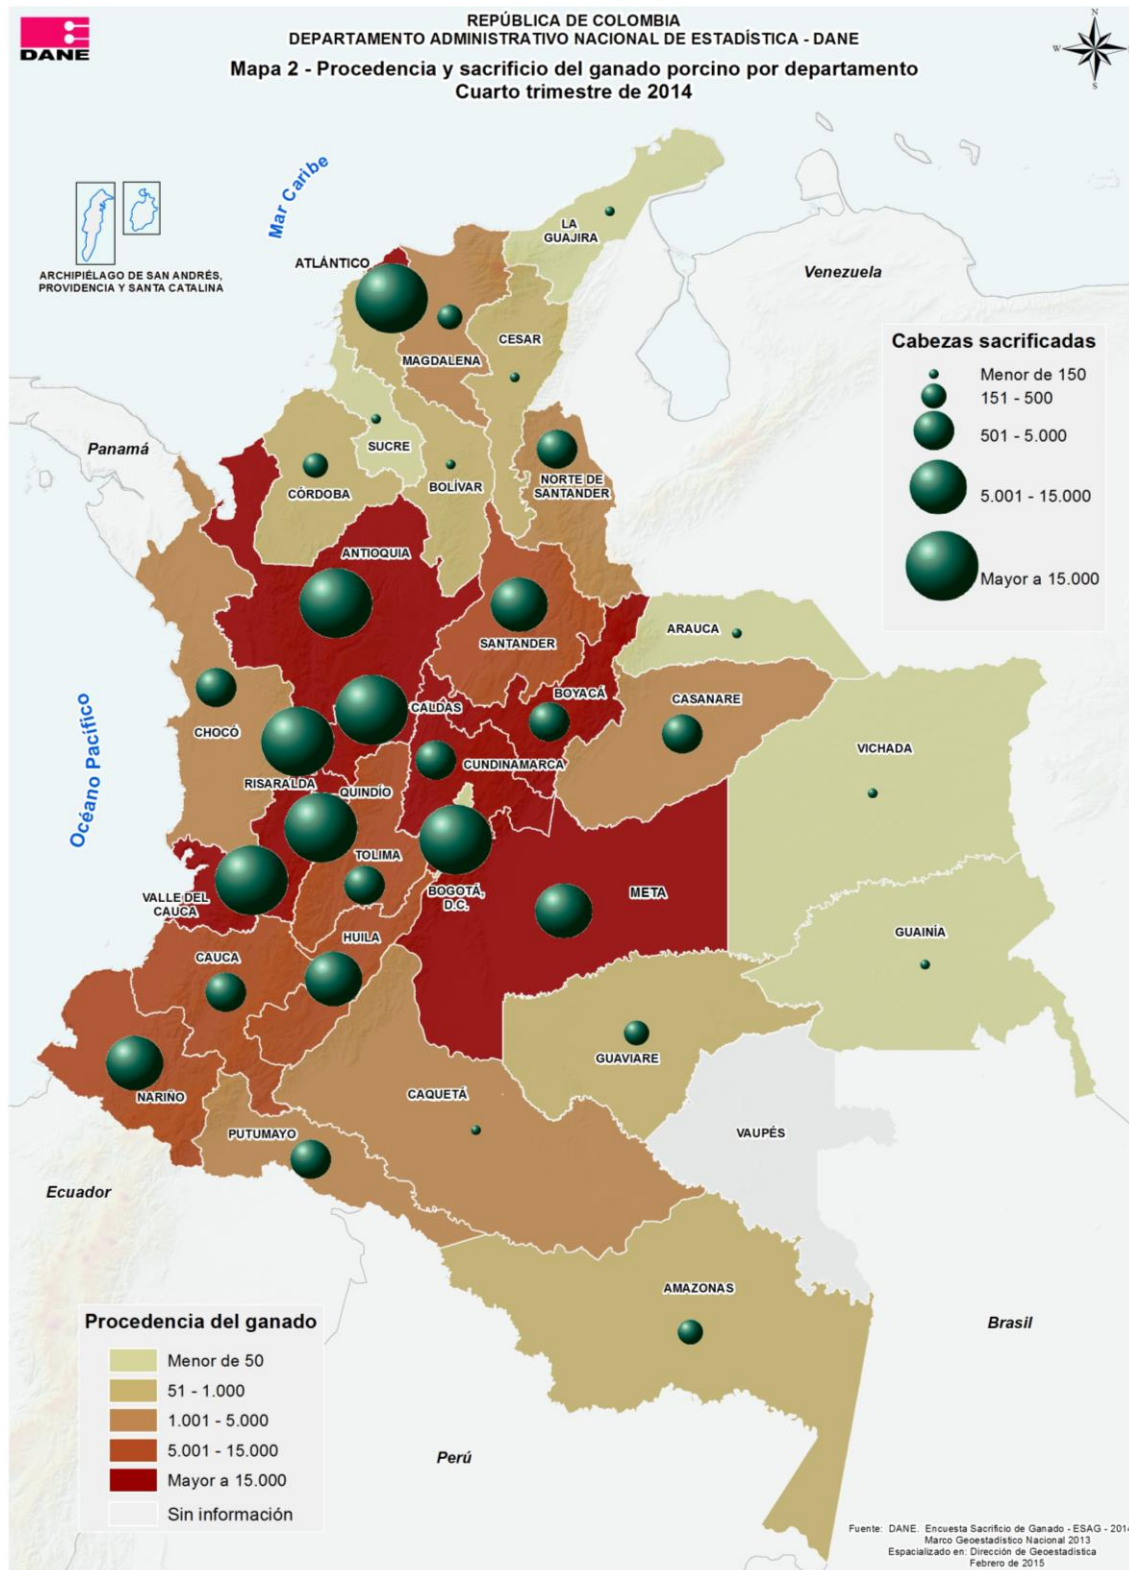 DANE
REPÚBLICA DE COLOMBIA
DEPARTAMENTO ADMINISTRATIVO NACIONAL DE ESTADÍSTICA - DANE
Mapa 2 - Procedencia y sacrificio del ganado porcino por departamento
Cuarto trimestre de 2014
N
W
S
Mar Caribe
ARCHIPIÉLAGO DE SAN ANDRÉS,
PROVIDENCIA Y SANTA CATALINA
LA
GUAJIRA
ATLÁNTICO
Venezuela
MAGDALENA
CESAR
Cabezas sacrificadas
Menor de 150
151 - 500
501 - 5.000
5.001 - 15.000
Mayor a 15.000
Panamá
SUCRE
CÓRDOBA
BOLÍVAR
NORTE DE
SANTANDER
ANTIOQUIA
SANTANDER
ARAUCA
BOYACÁ
CASANARE
CHOCÓ
CALDAS
VICHADA
Océano Pacífico
CUNDINAMARCA
RISARALDA
QUINDÍO
TOLIMA
BOGOTÁ,
D.C.
META
VALLE DEL
CAUCA
HUILA
GUAINÍA
CAUCA
GUAVIARE
NARIÑO
CAQUETÁ
PUTUMAYO
VAUPÉS
Ecuador
AMAZONAS
Brasil
Perú
Procedencia del ganado
Menor de 50
51 - 1.000
1.001 - 5.000
5.001 - 15.000
Mayor a 15.000
Sin información
Fuente: DANE. Encuesta Sacrificio de Ganado - ESAG - 2014
Marco Geoestadístico Nacional 2013
Espacializado en: Dirección de Geoestadística
Febrero de 2015